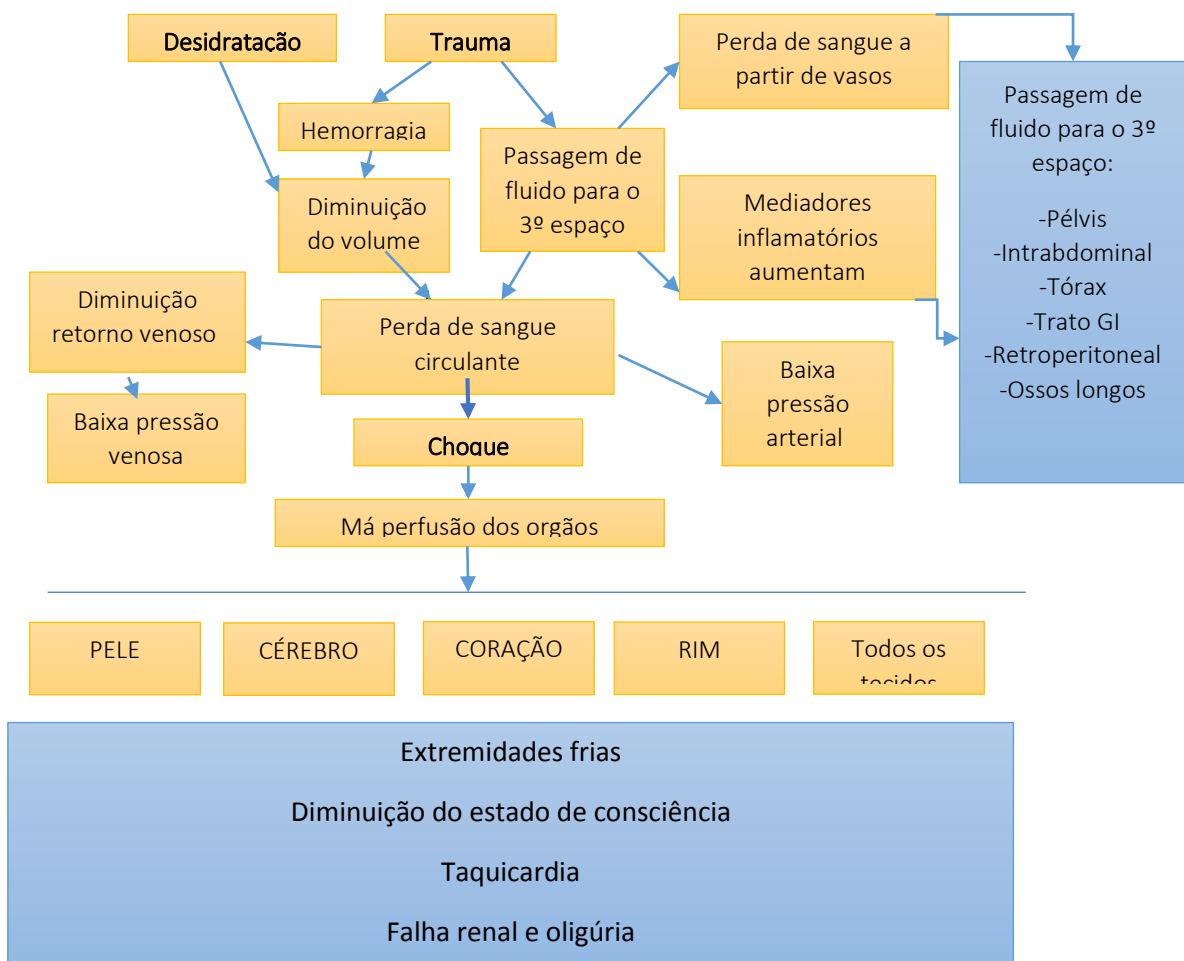 Desidratação
Trauma
Perda de sangue a
partir de vasos
Passagem de
fluido para o 3º
espaço:
-Pélvis
-Intrabdominal
-Tórax
-Trato GI
-Retroperitoneal
-Ossos longos
Hemorragia
Passagem de
fluido para o
3º espaço
Diminuição
do volume
Mediadores
inflamatórios
aumentam
Diminuição
retorno venoso
Perda de sangue
circulante
Baixa
pressão
arterial
Baixa pressão
venosa
Choque
Má perfusão dos orgãos
PELE
CÉREBRO
CORAÇÃO
RIM
Todos os
tecidos
Extremidades frias
Diminuição do estado de consciência
Taquicardia
Falha renal e oligúria